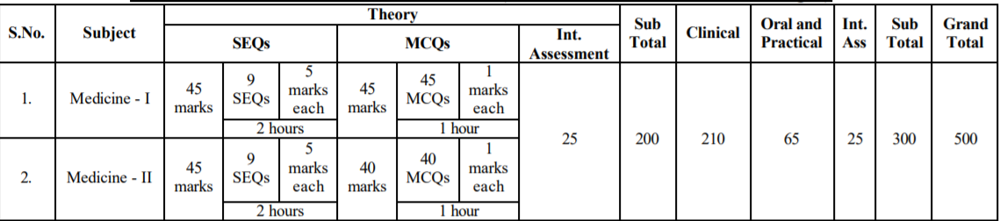 S.No. Subject Theory Sub Total Clinical Oral and Practical Int. Ass Sub Total Grand Total
SEQs MCQs Int. Assessment
1. Medicine - I 45 marks 9 SEQs 5 marks each 45 marks 45 MCQs 1 marks each 25 200 210 65 25 300 500
2 hours 1 hour
2. Medicine - II 45 marks 9 SEQs 5 marks each 40 marks 40 MCQs 1 marks each
2 hours 1 hour